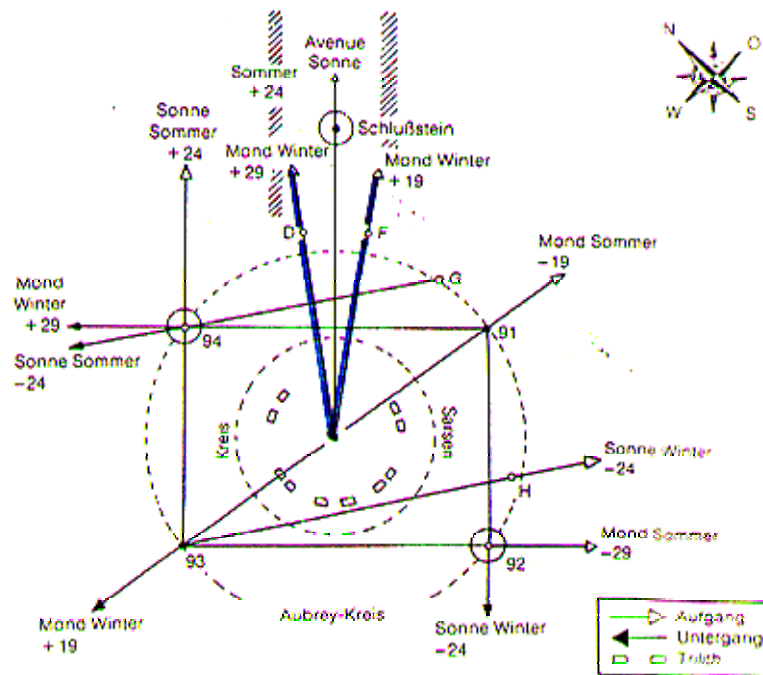 Avenue
Sonne
Sommer
+24
Schlußstein
Sonne
Sommer
+24
Mond Winter
+29
Mond Winter
+19
N
O
W
S
D
F
G
Mond Sommer
-19
Mond
Winter
+29
94
91
Sonne Sommer
-24
Kreis
Sarsen
Sonne Winter
-24
H
93
92
Mond Sommer
-29
Mond Winter
+19
Aubrey-Kreis
Sonne Winter
-24
Aufgang
Untergang
Trilith